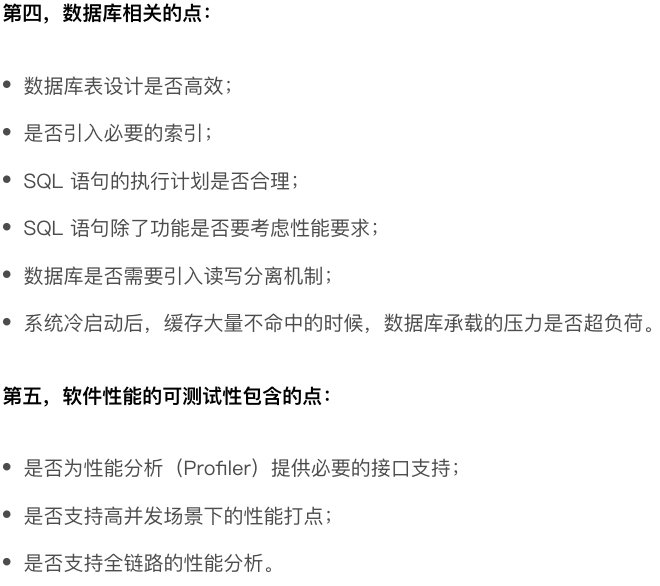 第四，数据库相关的点：
• 数据库表设计是否高效；
• 是否引入必要的索引；
• SQL 语句的执行计划是否合理；
• SQL 语句除了功能是否要考虑性能要求；
• 数据库是否需要引入读写分离机制；
• 系统冷启动后，缓存大量不命中的时候，数据库承载的压力是否超负荷。
第五，软件性能的可测试性包含的点：
• 是否为性能分析（Profiler）提供必要的接口支持；
• 是否支持高并发场景下的性能打点；
• 是否支持全链路的性能分析。